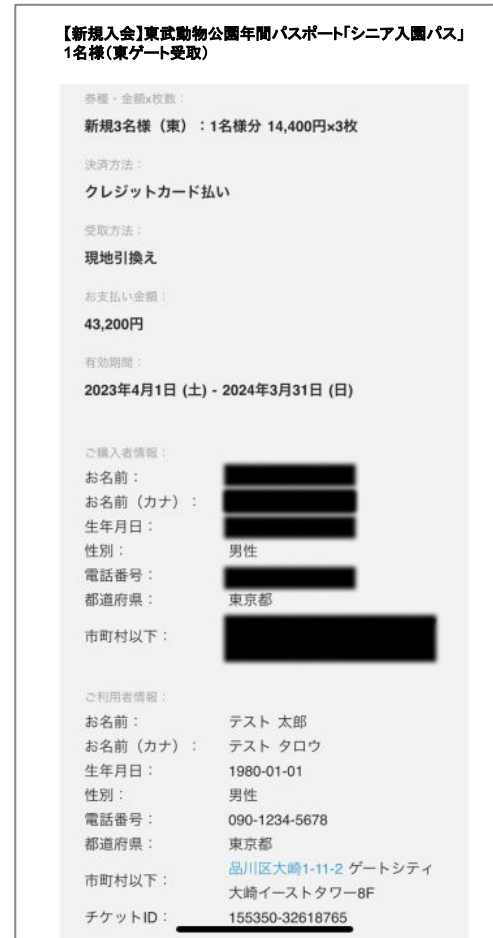 【新規入会】東武動物公園年間パスポート「シニア入園パス」
1名様（東ゲート受取）
券種・金額x枚数：
新規3名様（東）：1名様分 14,400円×3枚
決済方法：
クレジットカード払い
受取方法：
現地引換え
お支払い金額：
43,200円
有効期間：
2023年4月1日 (土) - 2024年3月31日 (日)
ご購入者情報：
お名前：
お名前（カナ）：
生年月日：
性別： 男性
電話番号：
都道府県： 東京都
市町村以下：
ご利用者情報：
お名前： テスト 太郎
お名前（カナ）： テスト タロウ
生年月日： 1980-01-01
性別： 男性
電話番号： 090-1234-5678
都道府県： 東京都
市町村以下： 品川区大崎1-11-2 ゲートシティ
大崎イーストタワー8F
チケットID： 155350-32618765